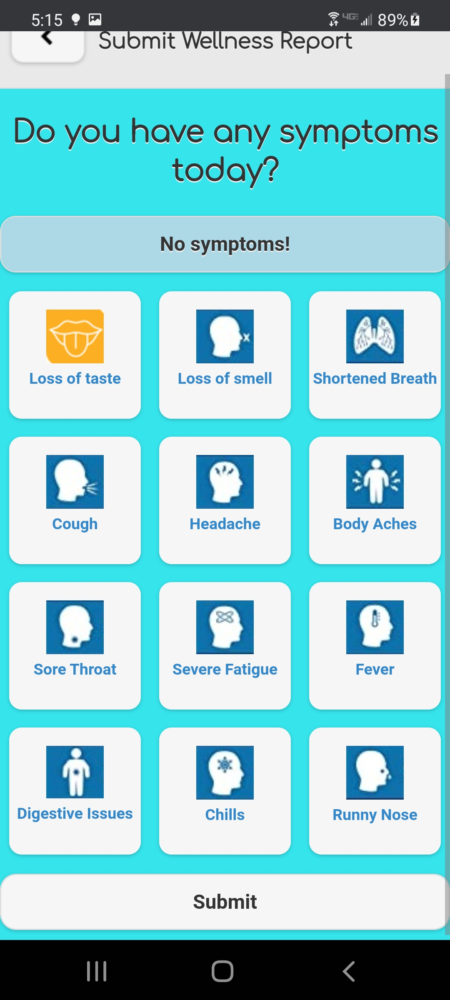 5:15 4G 89%
Submit Wellness Report
Do you have any symptoms
today?
No symptoms!
Loss of taste
Loss of smell
Shortened Breath
Cough
Headache
Body Aches
Sore Throat
Severe Fatigue
Fever
Digestive Issues
Chills
Runny Nose
Submit